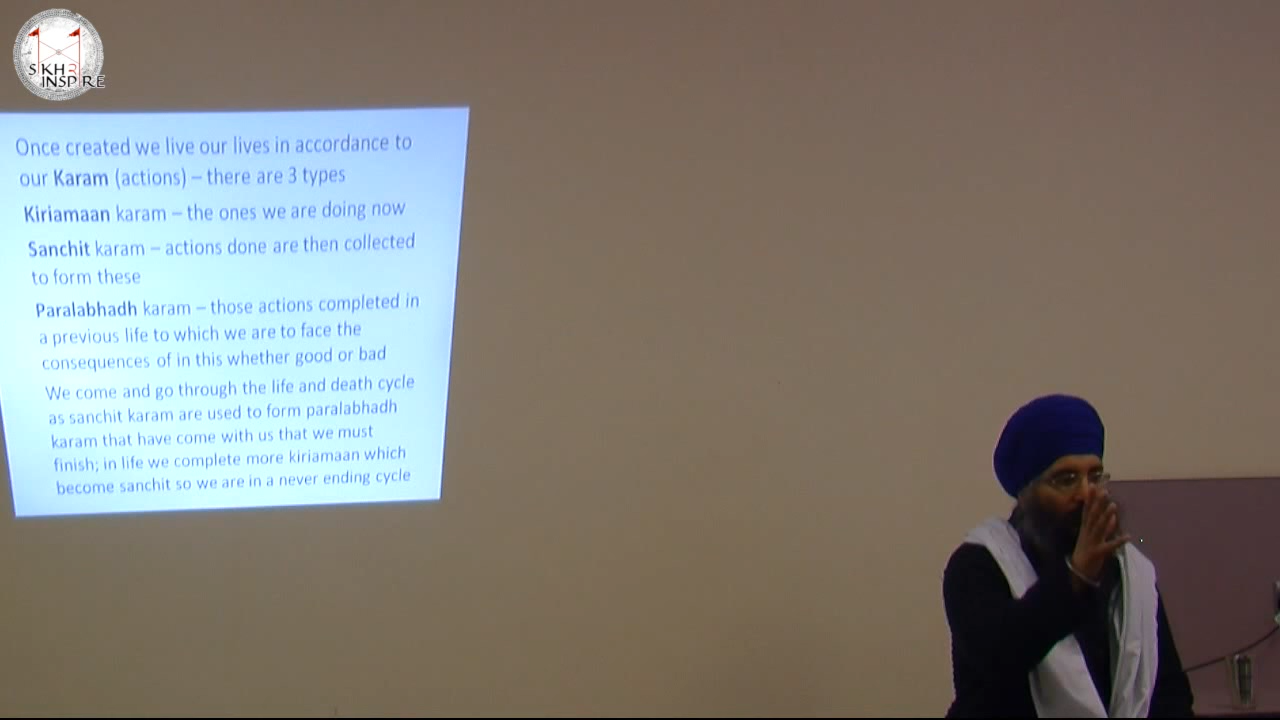 SIKH2
INSPIRE
Once created we live our lives in accordance to
our Karam (actions) – there are 3 types
Kiriamaan karam – the ones we are doing now
Sanchit karam – actions done are then collected
to form these
Paralabhadh karam – those actions completed in
a previous life to which we are to face the
consequences of in this whether good or bad
We come and go through the life and death cycle
as sanchit karam are used to form paralabhadh
karam that have come with us that we must
finish; in life we complete more kiriamaan which
become sanchit so we are in a never ending cycle